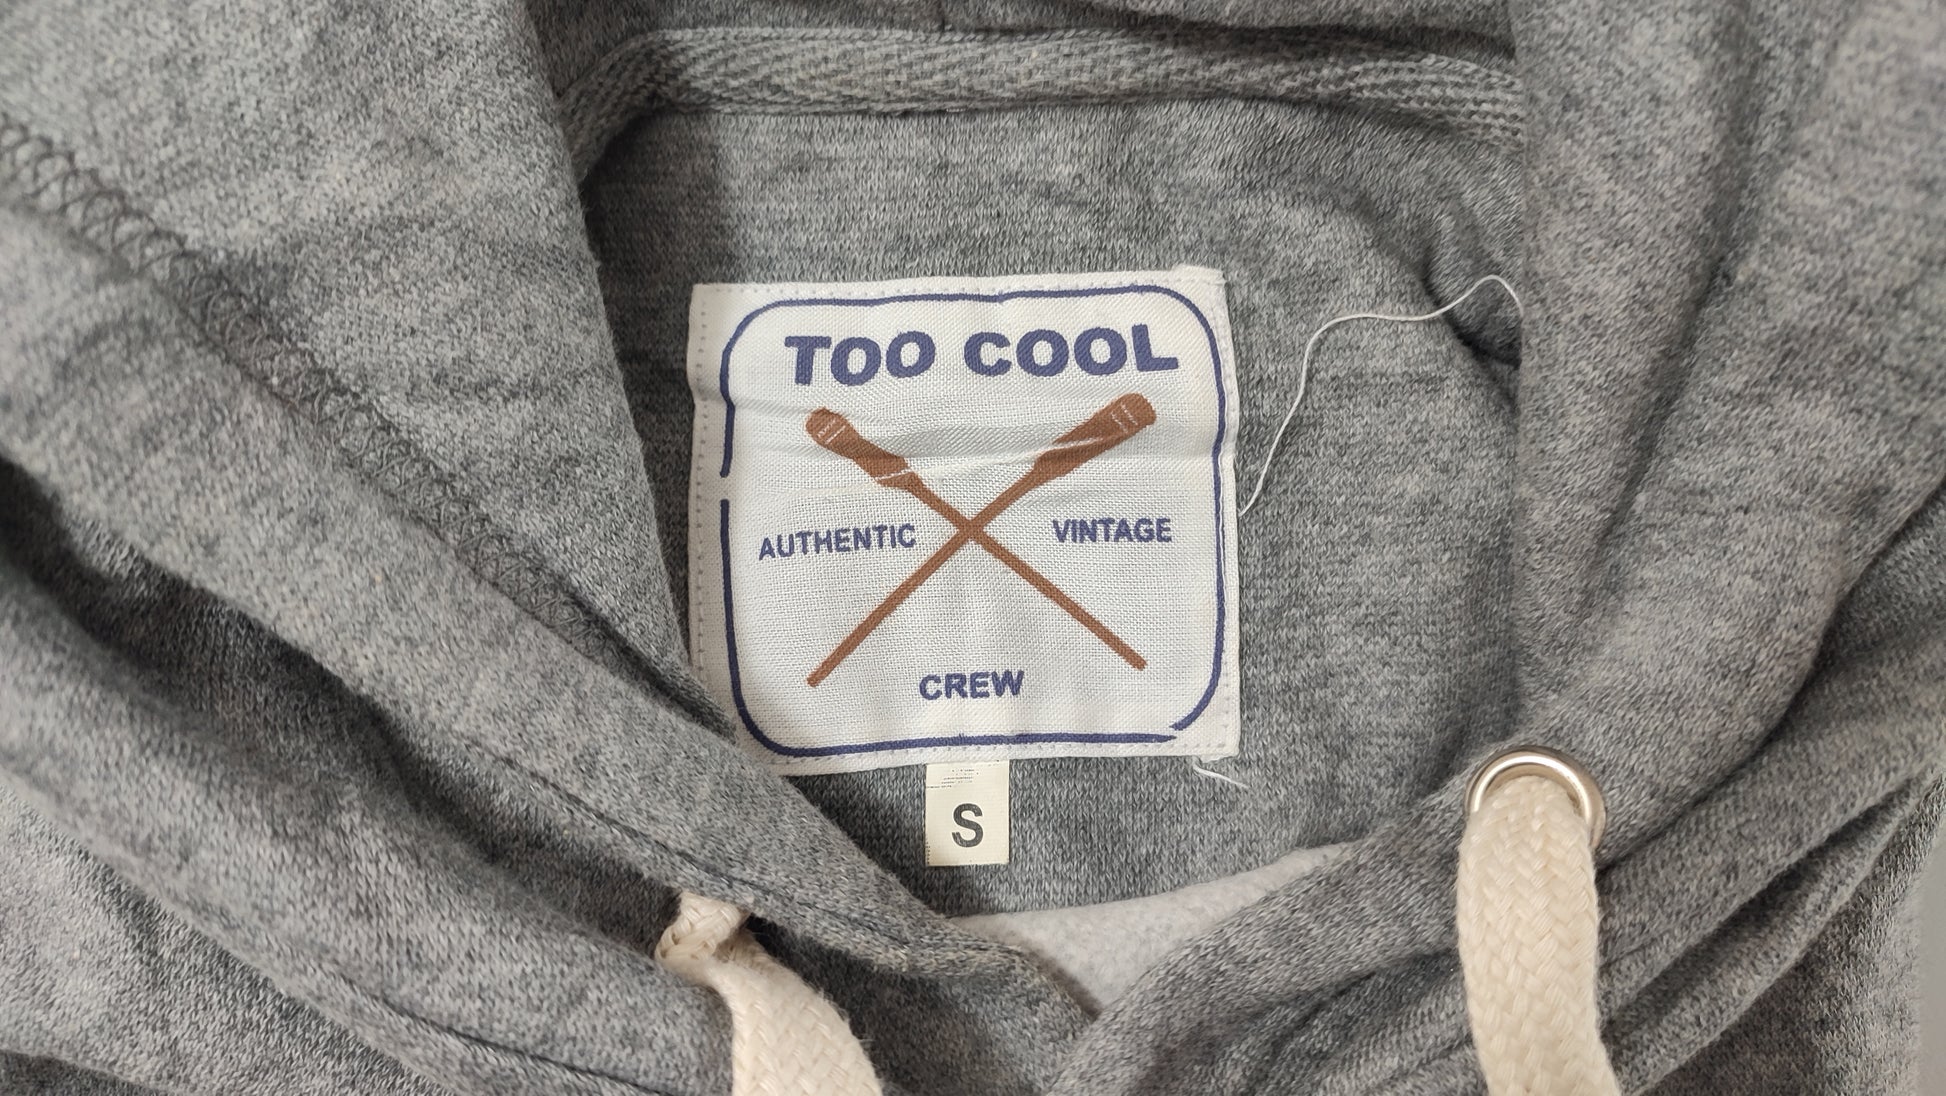 TOO COOL
AUTHENTIC VINTAGE
CREW
S